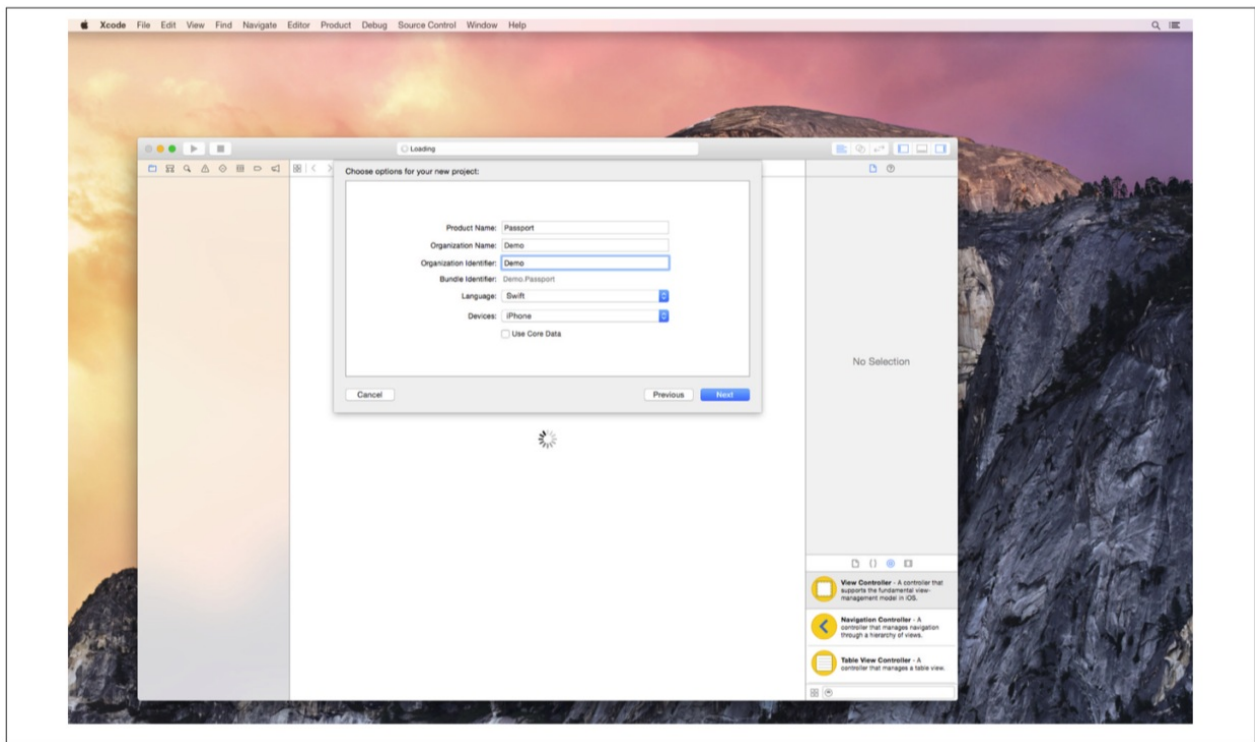 Xcode File Edit View Find Navigate Editor Product Debug Source Control Window Help
Loading
Choose options for your new project:
Product Name: Passport
Organization Name: Demo
Organization Identifier: Demo
Bundle Identifier: Demo.Passport
Language: Swift
Devices: iPhone
Use Core Data
Cancel Previous Next
No Selection
View Controller - A controller that
supports the fundamental view-
management model in iOS.
Navigation Controller - A
controller that manages navigation
through a hierarchy of views.
Table View Controller - A
controller that manages a table view.